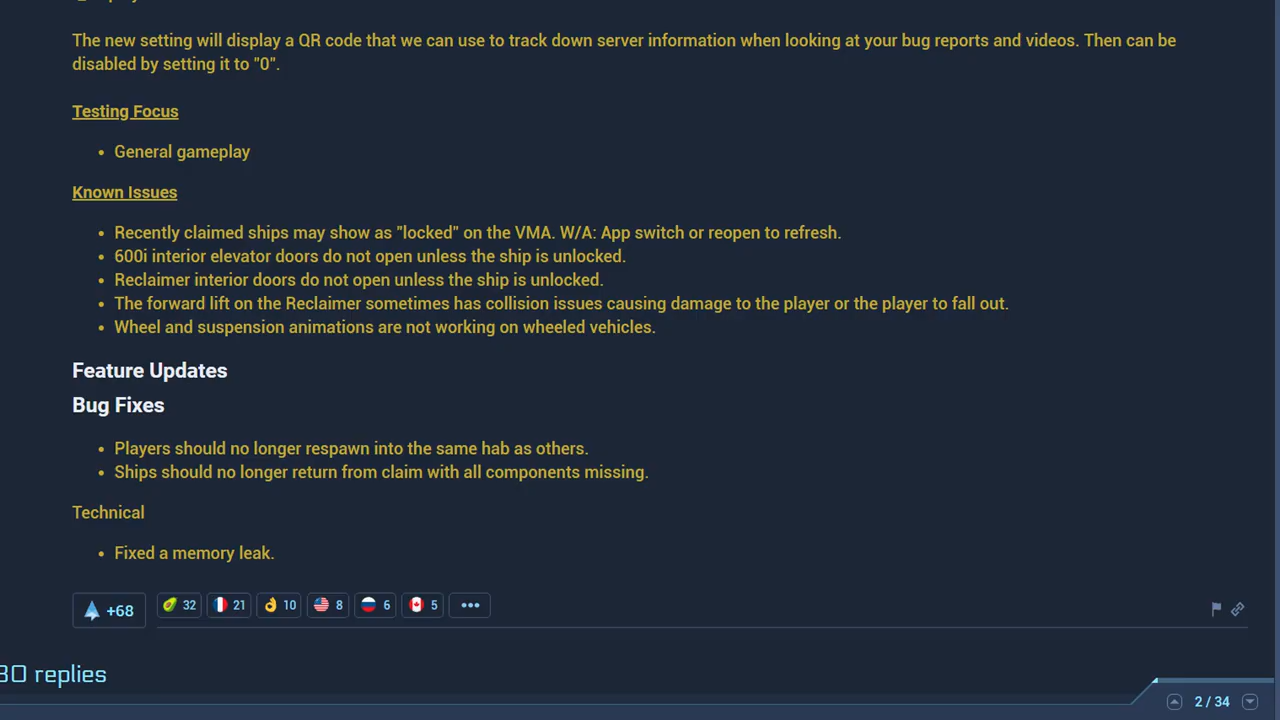 The new setting will display a QR code that we can use to track down server information when looking at your bug reports and videos. Then can be
disabled by setting it to "0".
Testing Focus
• General gameplay
Known Issues
• Recently claimed ships may show as "locked" on the VMA. W/A: App switch or reopen to refresh.
• 600i interior elevator doors do not open unless the ship is unlocked.
• Reclaimer interior doors do not open unless the ship is unlocked.
• The forward lift on the Reclaimer sometimes has collision issues causing damage to the player or the player to fall out.
• Wheel and suspension animations are not working on wheeled vehicles.
Feature Updates
Bug Fixes
• Players should no longer respawn into the same hab as others.
• Ships should no longer return from claim with all components missing.
Technical
• Fixed a memory leak.
+68 32 21 10 8 6 5 •••
30 replies
2 / 34